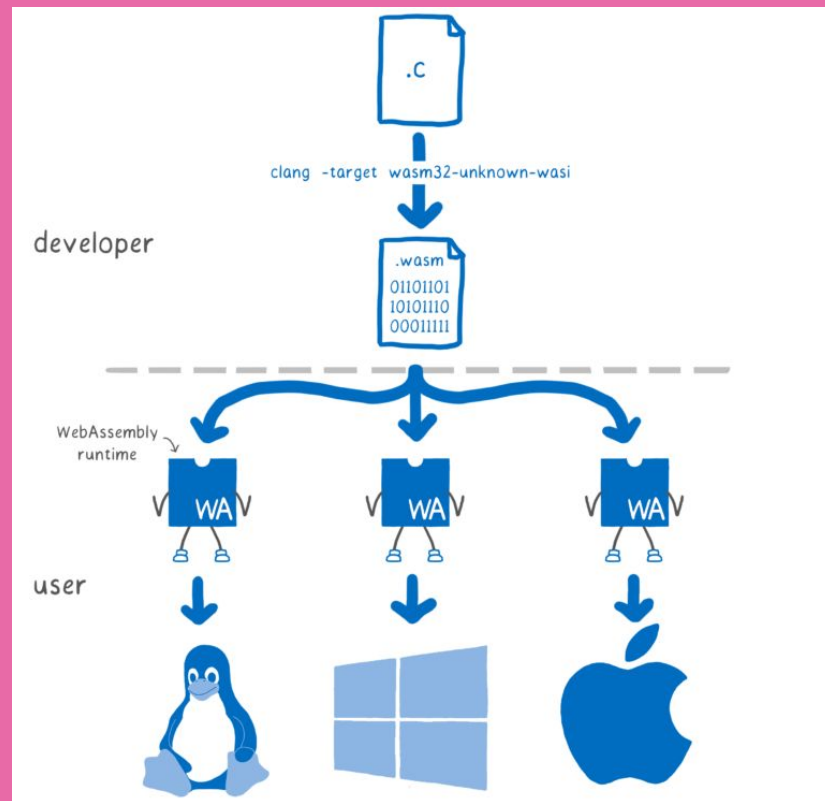 .c
clang -target wasm32-unknown-wasi
developer
.wasm
01101101
10101110
00011111
WebAssembly
runtime
WA
WA
WA
user